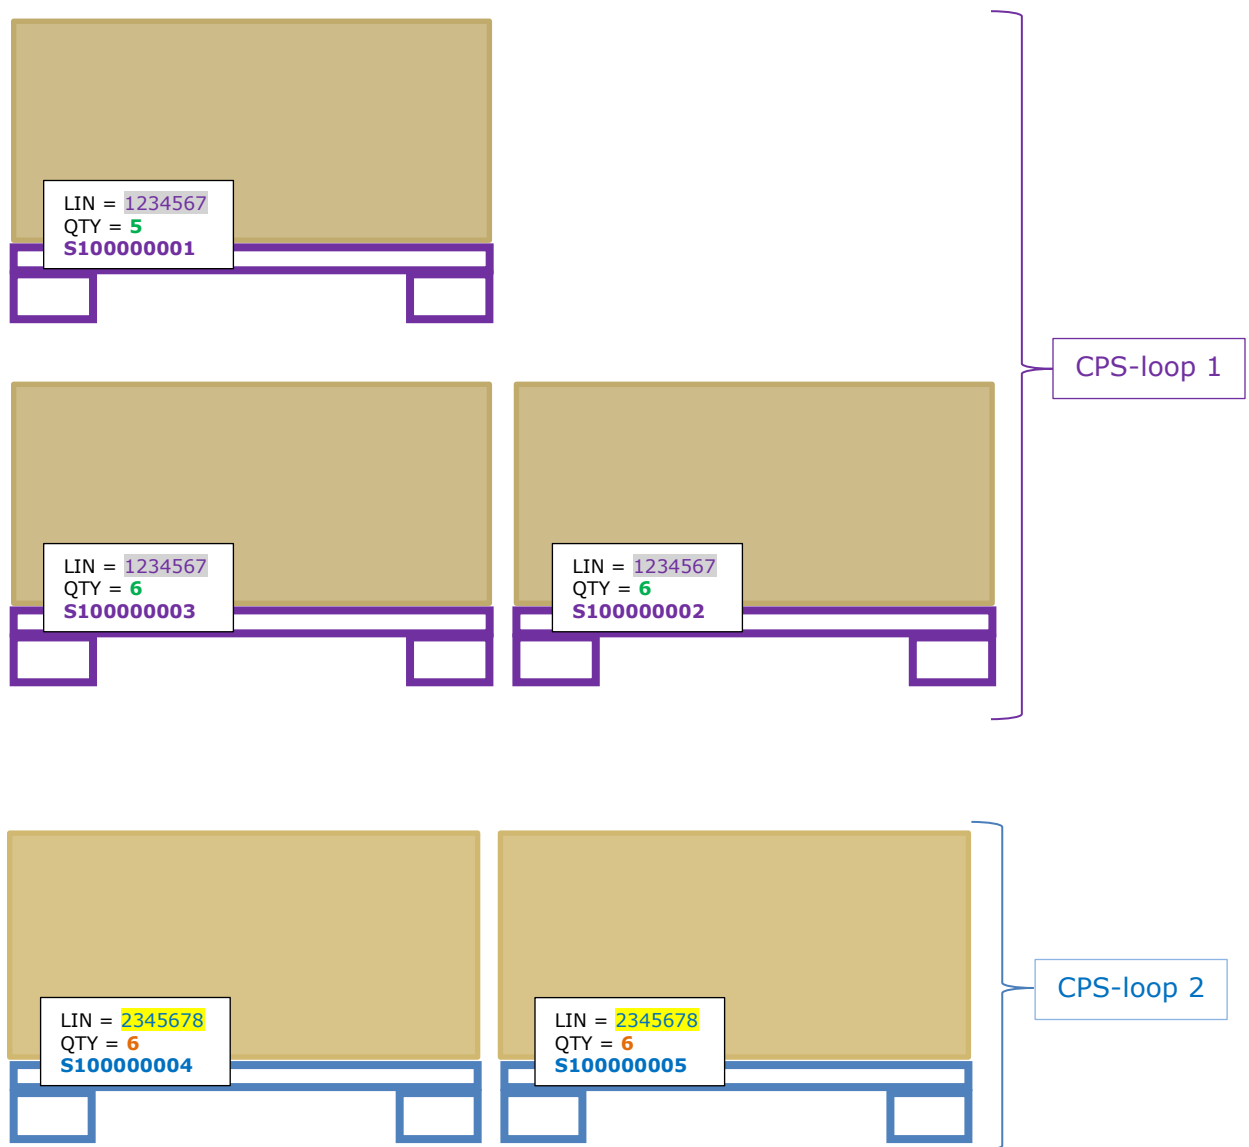 LIN = 1234567
QTY = 5
S100000001
CPS-loop 1
LIN = 1234567
QTY = 6
S100000003
LIN = 1234567
QTY = 6
S100000002
CPS-loop 2
LIN = 2345678
QTY = 6
S100000004
LIN = 2345678
QTY = 6
S100000005